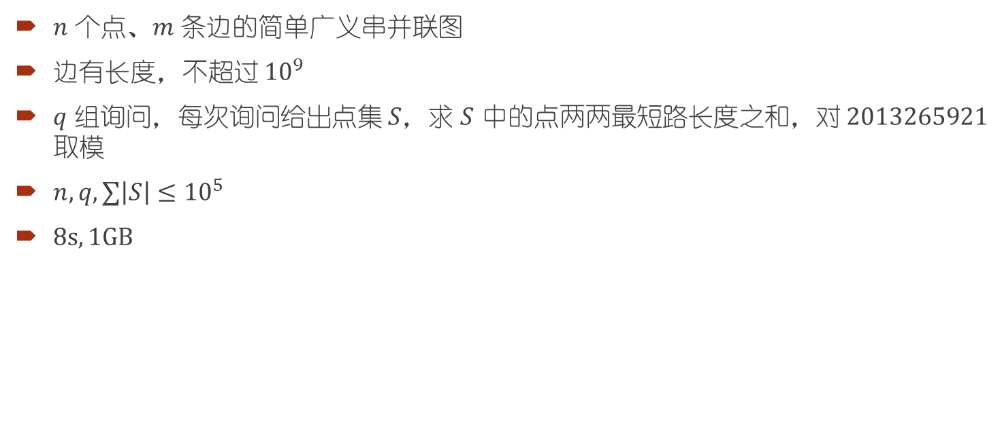 n 个点、m 条边的简单广义串并联图
边有长度，不超过 10⁹
q 组询问，每次询问给出点集 S，求 S 中的点两两最短路长度之和，对 2013265921
取模
n, q, ∑|S| ≤ 10⁵
8s, 1GB